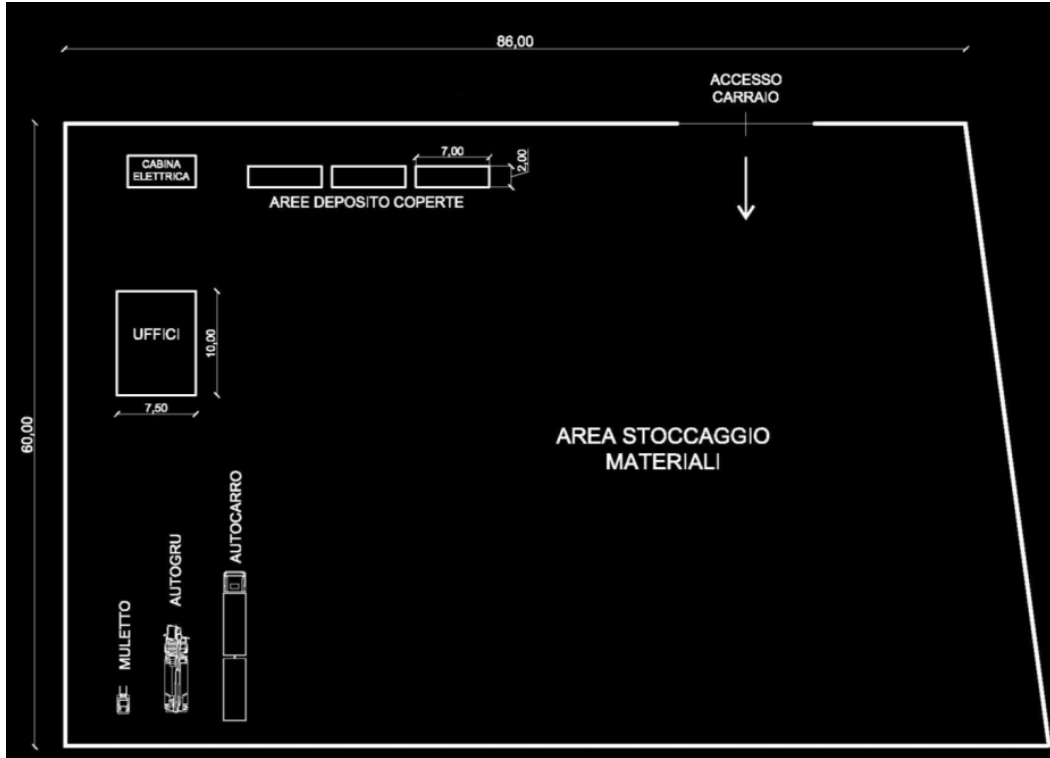 86,00
ACCESSO
CARRAIO
7,00
2,00
CABINA
ELETTRICA
AREE DEPOSITO COPERTE
UFFICI
10,00
7,50
60,00
AREA STOCCAGGIO
MATERIALI
AUTOCARRO
AUTOGRU
MULETTO